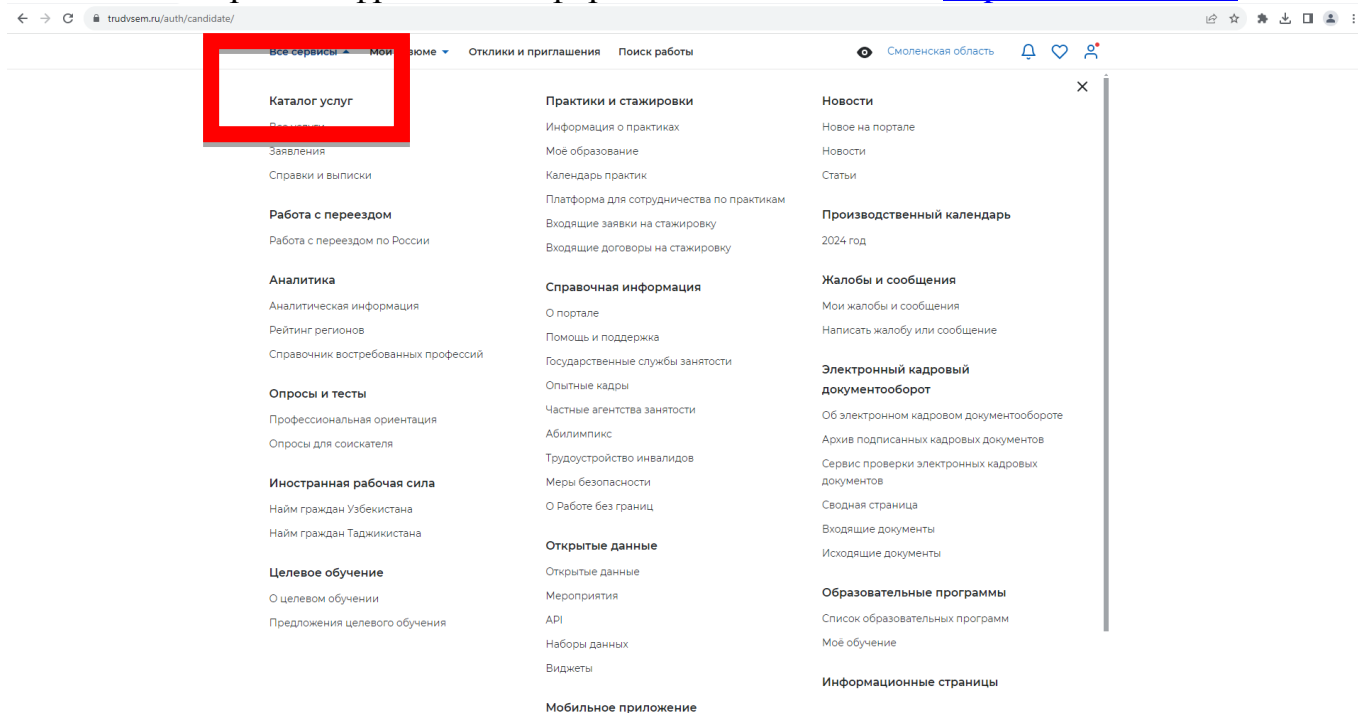 trudvsem.ru/auth/candidate/
Все сервисы Мои резюме Отклики и приглашения Поиск работы Смоленская область
Каталог услуг
Все услуги
Заявления
Справки и выписки
Работа с переездом
Работа с переездом по России
Аналитика
Аналитическая информация
Рейтинг регионов
Справочник востребованных профессий
Опросы и тесты
Профессиональная ориентация
Опросы для соискателя
Иностранная рабочая сила
Найм граждан Узбекистана
Найм граждан Таджикистана
Целевое обучение
О целевом обучении
Предложения целевого обучения
Практики и стажировки
Информация о практиках
Моё образование
Календарь практик
Платформа для сотрудничества по практикам
Входящие заявки на стажировку
Входящие договоры на стажировку
Справочная информация
О портале
Помощь и поддержка
Государственные службы занятости
Опытные кадры
Частные агентства занятости
Абилимпикс
Трудоустройство инвалидов
Меры безопасности
О Работе без границ
Открытые данные
Открытые данные
Мероприятия
API
Наборы данных
Виджеты
Мобильное приложение
Новости
Новое на портале
Новости
Статьи
Производственный календарь
2024 год
Жалобы и сообщения
Мои жалобы и сообщения
Написать жалобу или сообщение
Электронный кадровый
документооборот
Об электронном кадровом документообороте
Архив подписанных кадровых документов
Сервис проверки электронных кадровых
документов
Сводная страница
Входящие документы
Исходящие документы
Образовательные программы
Список образовательных программ
Моё обучение
Информационные страницы